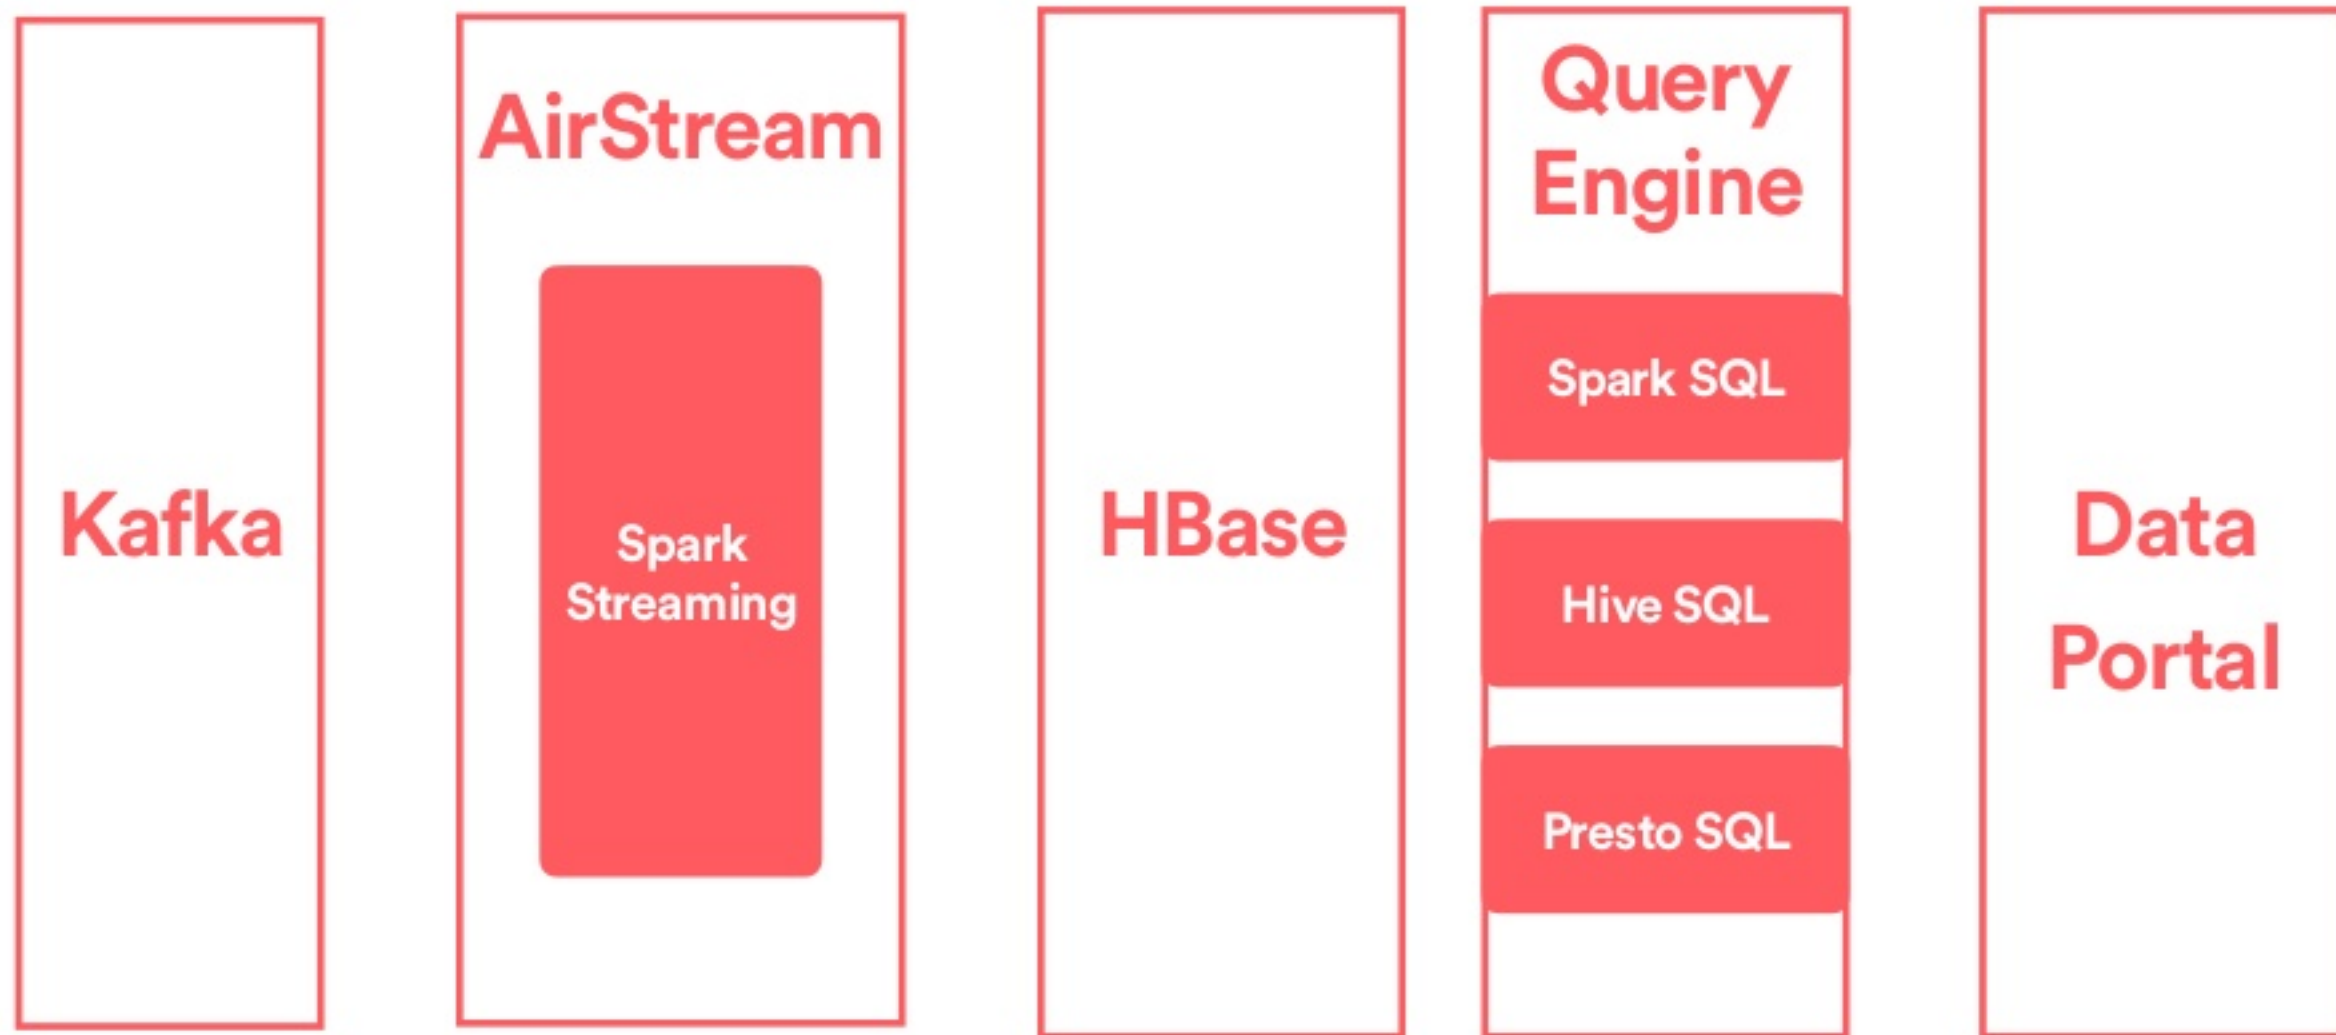 Kafka
AirStream
Spark
Streaming
HBase
Query
Engine
Spark SQL
Hive SQL
Presto SQL
Data
Portal